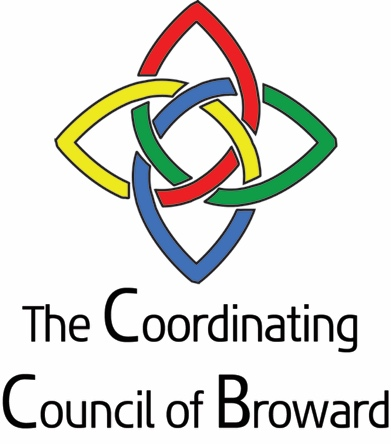 The Coordinating
Council of Broward